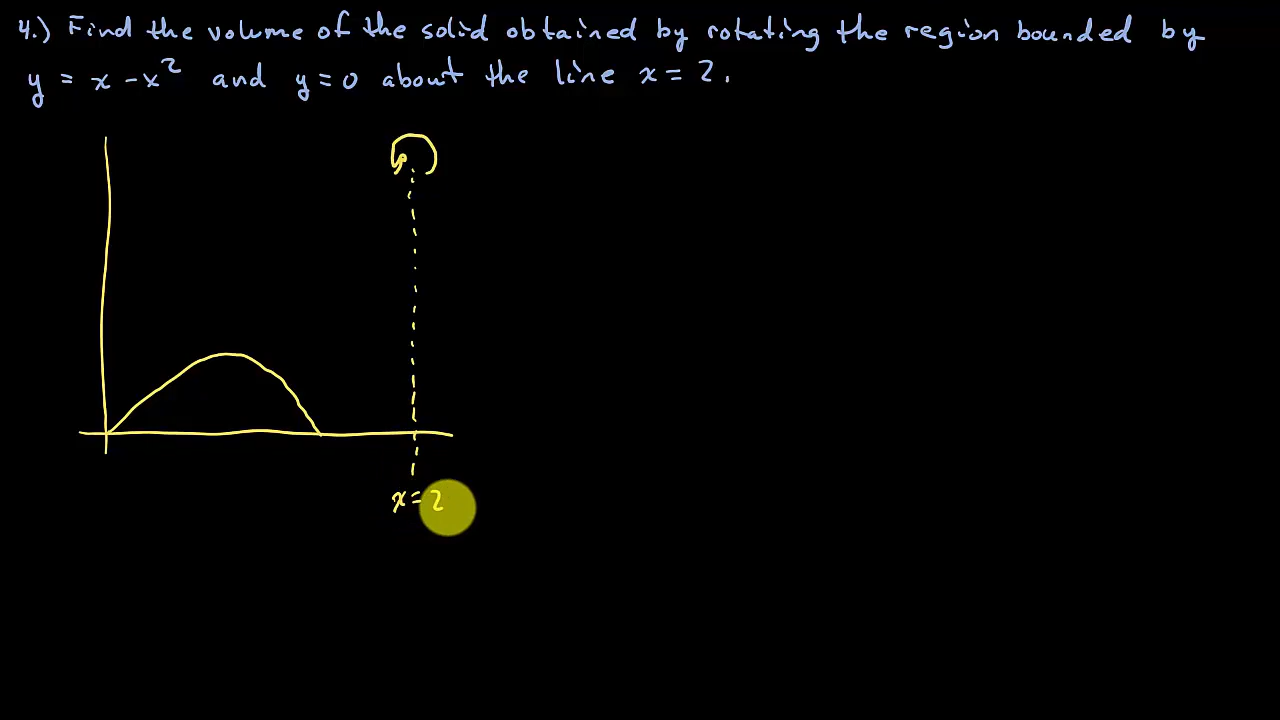 4.) Find the volume of the solid obtained by rotating the region bounded by
y = x - x² and y = 0 about the line x = 2.
x = 2